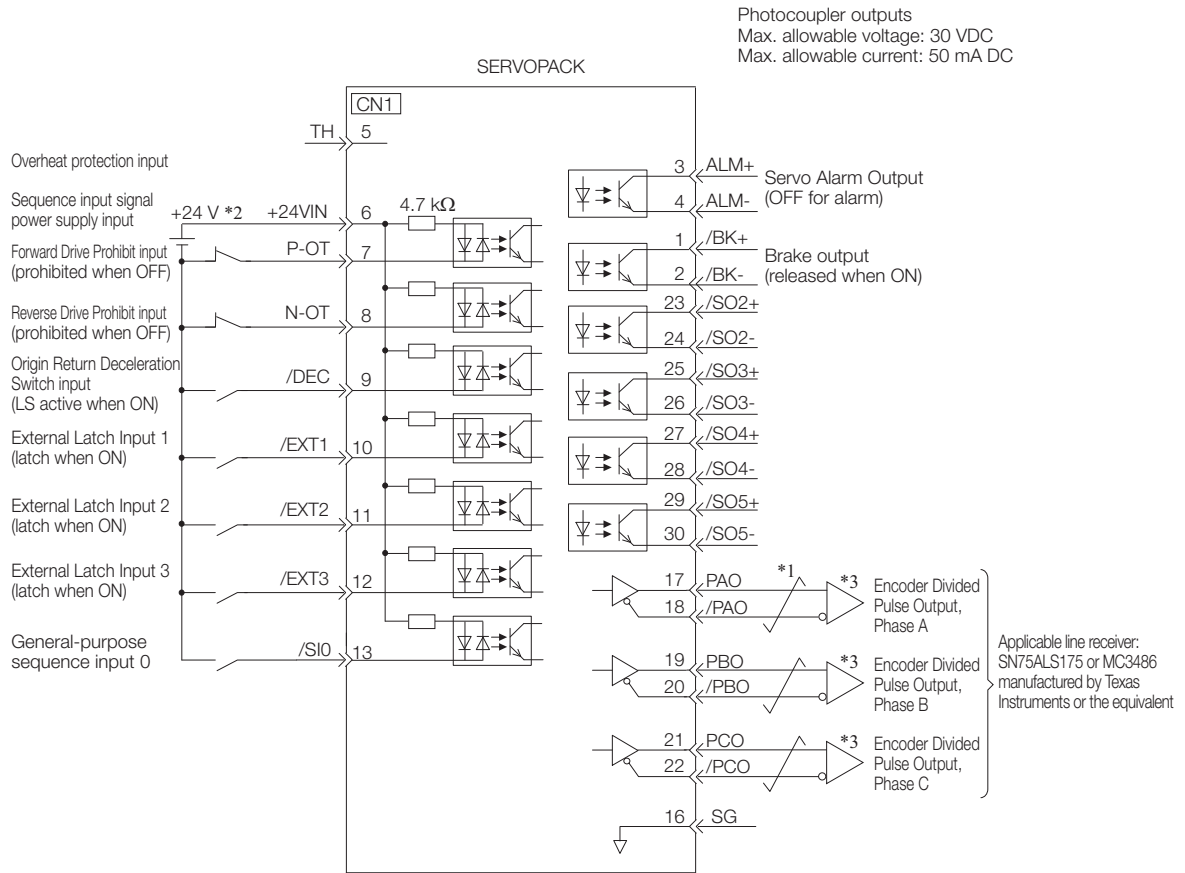 Photocoupler outputs
Max. allowable voltage: 30 VDC
Max. allowable current: 50 mA DC
SERVOPACK
CN1
TH 5
Overheat protection input
Sequence input signal
power supply input
+24 V *2 +24VIN 6 4.7 kΩ
Forward Drive Prohibit input
(prohibited when OFF)
P-OT 7
Reverse Drive Prohibit input
(prohibited when OFF)
N-OT 8
Origin Return Deceleration
Switch input
(LS active when ON)
/DEC 9
External Latch Input 1
(latch when ON)
/EXT1 10
External Latch Input 2
(latch when ON)
/EXT2 11
External Latch Input 3
(latch when ON)
/EXT3 12
General-purpose
sequence input 0
/SI0 13
3 ALM+
4 ALM-
Servo Alarm Output
(OFF for alarm)
1 /BK+
2 /BK-
Brake output
(released when ON)
23 /SO2+
24 /SO2-
25 /SO3+
26 /SO3-
27 /SO4+
28 /SO4-
29 /SO5+
30 /SO5-
17 PAO *1 *3
18 /PAO
Encoder Divided
Pulse Output,
Phase A
19 PBO *3
20 /PBO
Encoder Divided
Pulse Output,
Phase B
21 PCO *3
22 /PCO
Encoder Divided
Pulse Output,
Phase C
Applicable line receiver:
SN75ALS175 or MC3486
manufactured by Texas
Instruments or the equivalent
16 SG